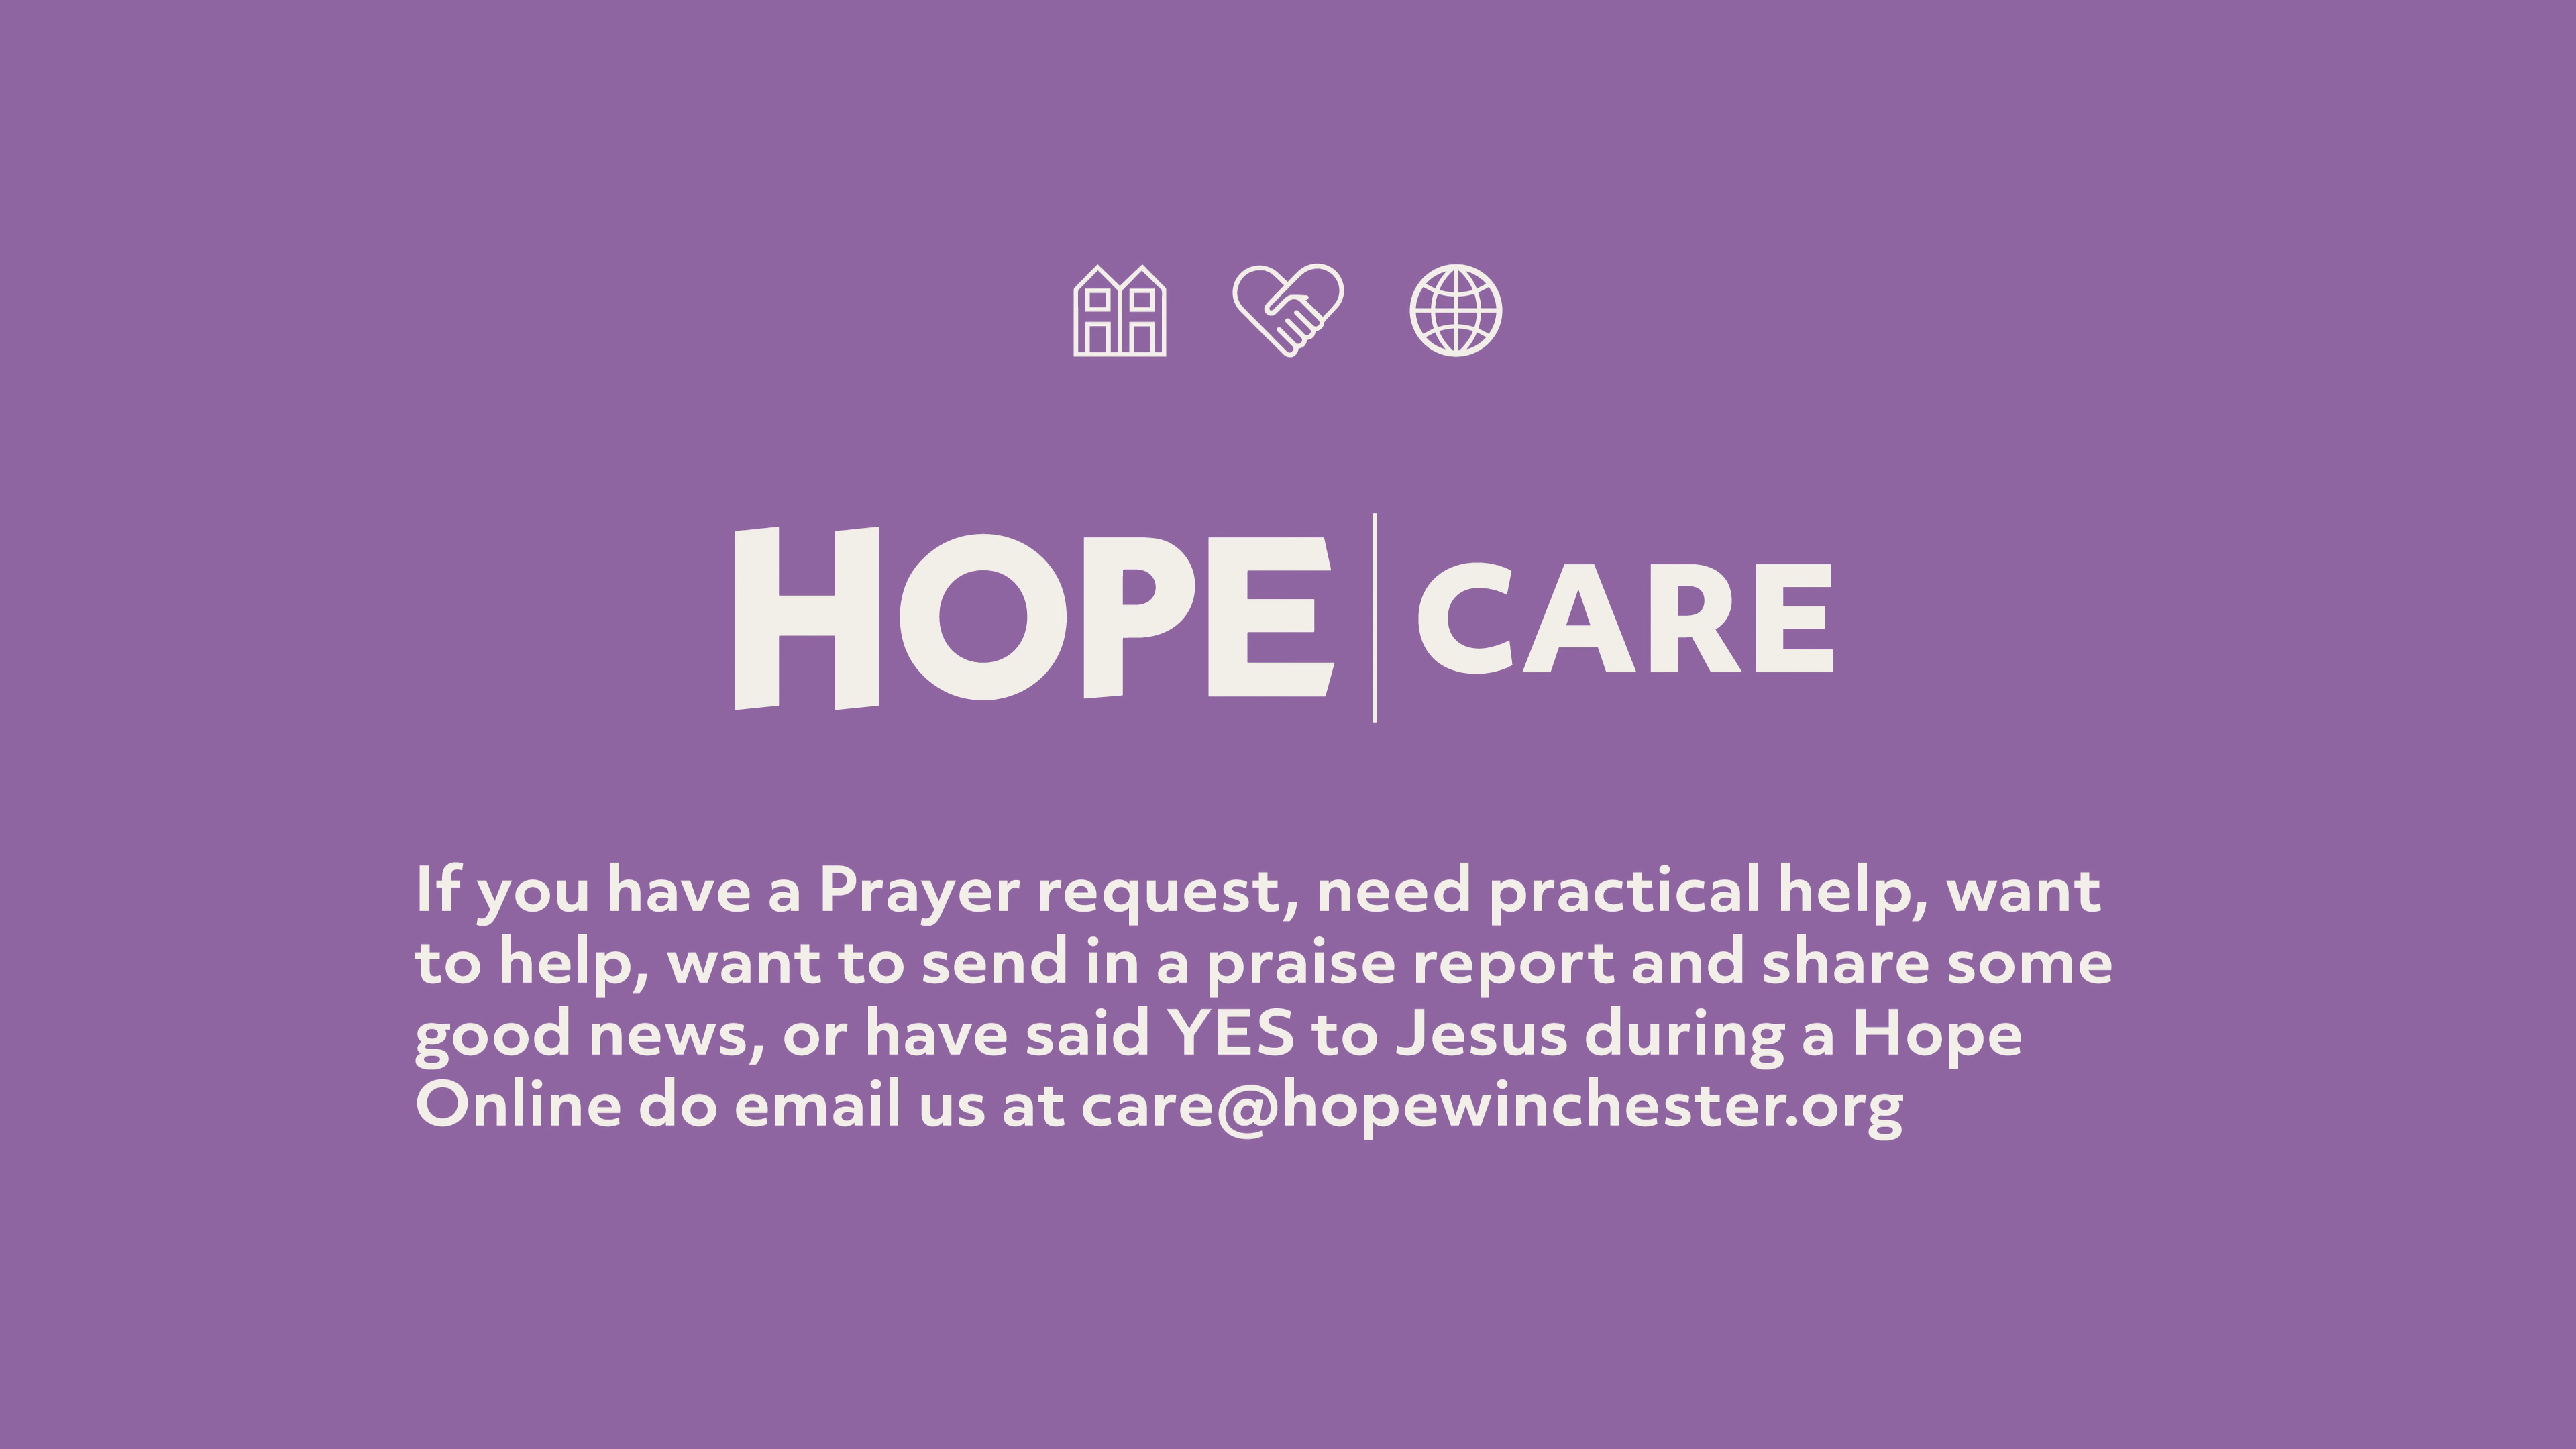 HOPE | CARE
If you have a Prayer request, need practical help, want
to help, want to send in a praise report and share some
good news, or have said YES to Jesus during a Hope
Online do email us at care@hopewinchester.org